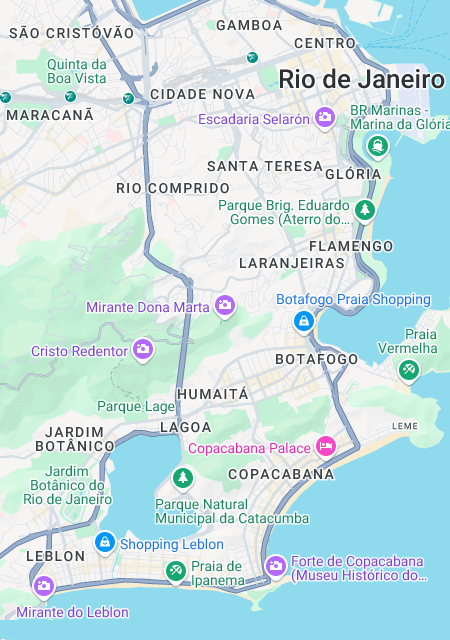 GAMBOA
SÃO CRISTÓVÃO
CENTRO
Quinta da
Boa Vista
Rio de Janeiro
CIDADE NOVA
BR Marinas -
Marina da Glória
MARACANÃ
Escadaria Selarón
SANTA TERESA
GLÓRIA
RIO COMPRIDO
Parque Brig. Eduardo
Gomes (Aterro do...
FLAMENGO
LARANJEIRAS
Mirante Dona Marta
Botafogo Praia Shopping
Praia
Vermelha
Cristo Redentor
BOTAFOGO
HUMAITÁ
Parque Lage
LAGOA
LEME
JARDIM
BOTÂNICO
Copacabana Palace
COPACABANA
Jardim
Botânico do
Rio de Janeiro
Parque Natural
Municipal da Catacumba
Shopping Leblon
LEBLON
Praia de
Ipanema
Forte de Copacabana
(Museu Histórico do...
Mirante do Leblon